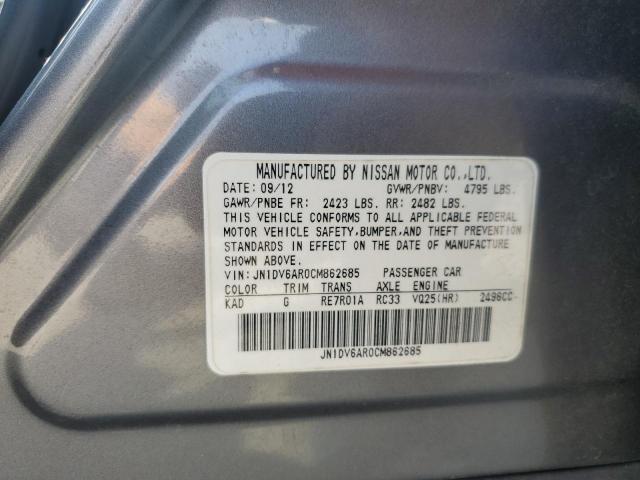 MANUFACTURED BY NISSAN MOTOR CO.,LTD.
DATE: 09/12 GVWR/PNBV: 4795 LBS.
GAWR/PNBE FR: 2423 LBS. RR: 2482 LBS.
THIS VEHICLE CONFORMS TO ALL APPLICABLE FEDERAL
MOTOR VEHICLE SAFETY,BUMPER,AND THEFT PREVENTION
STANDARDS IN EFFECT ON THE DATE OF MANUFACTURE
SHOWN ABOVE.
VIN: JN1DV6AR0CM862685 PASSENGER CAR
COLOR TRIM TRANS AXLE ENGINE
KAD G RE7R01A RC33 VQ25(HR) 2496CC
JN1DV6AR0CM862685